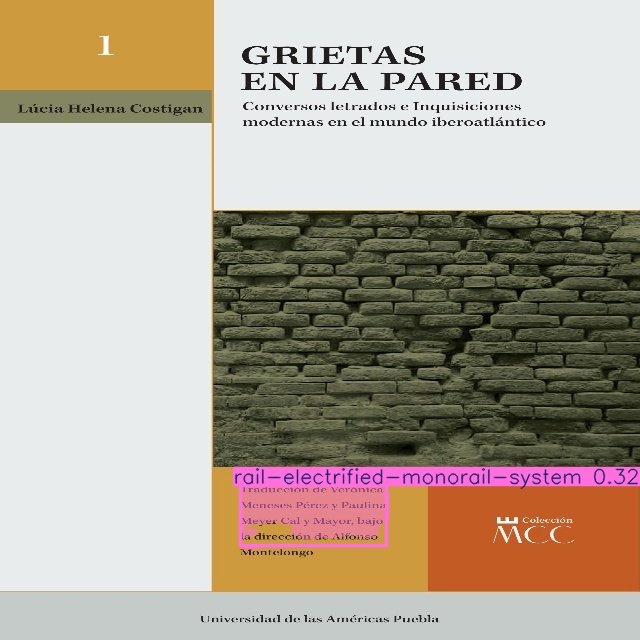 1
Lúcia Helena Costigan
GRIETAS
EN LA PARED
Conversos letrados e Inquisiciones
modernas en el mundo iberoatlántico
rail-electrified-monorail-system 0.32
Traducción de Verónica
Meneses Pérez y Paulina
Meyer Cal y Mayor, bajo
la dirección de Alfonso
Montelongo
Colección
MCC
Universidad de las Américas Puebla